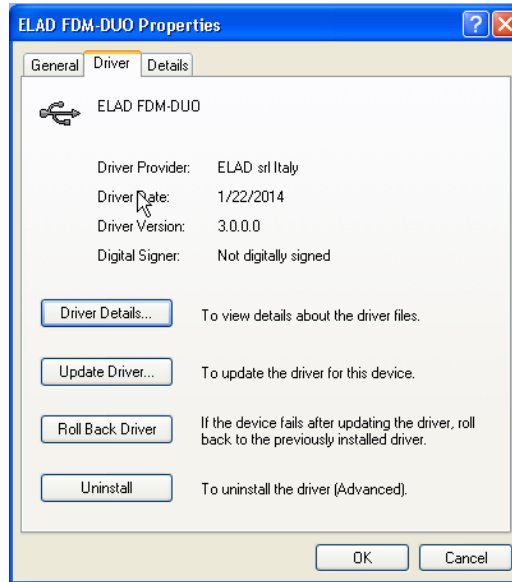 ELAD FDM-DUO Properties
General Driver Details
ELAD FDM-DUO
Driver Provider: ELAD srl Italy
Driver Date: 1/22/2014
Driver Version: 3.0.0.0
Digital Signer: Not digitally signed
Driver Details... To view details about the driver files.
Update Driver... To update the driver for this device.
Roll Back Driver If the device fails after updating the driver, roll
back to the previously installed driver.
Uninstall To uninstall the driver (Advanced).
OK Cancel